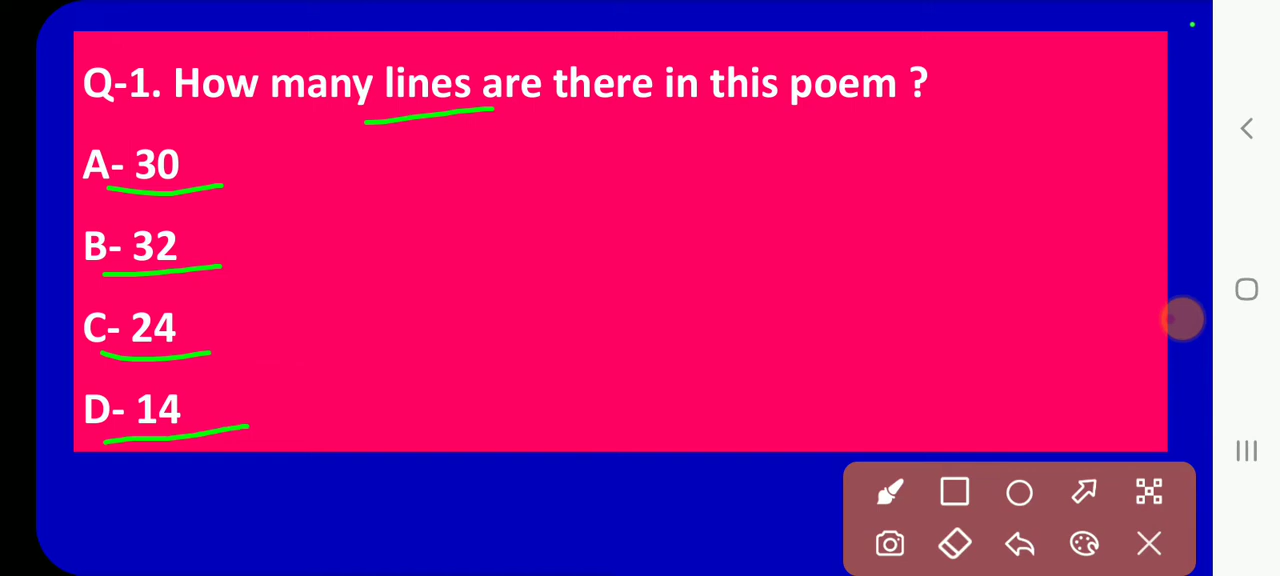 Q-1. How many lines are there in this poem ?
A- 30
B- 32
C- 24
D- 14